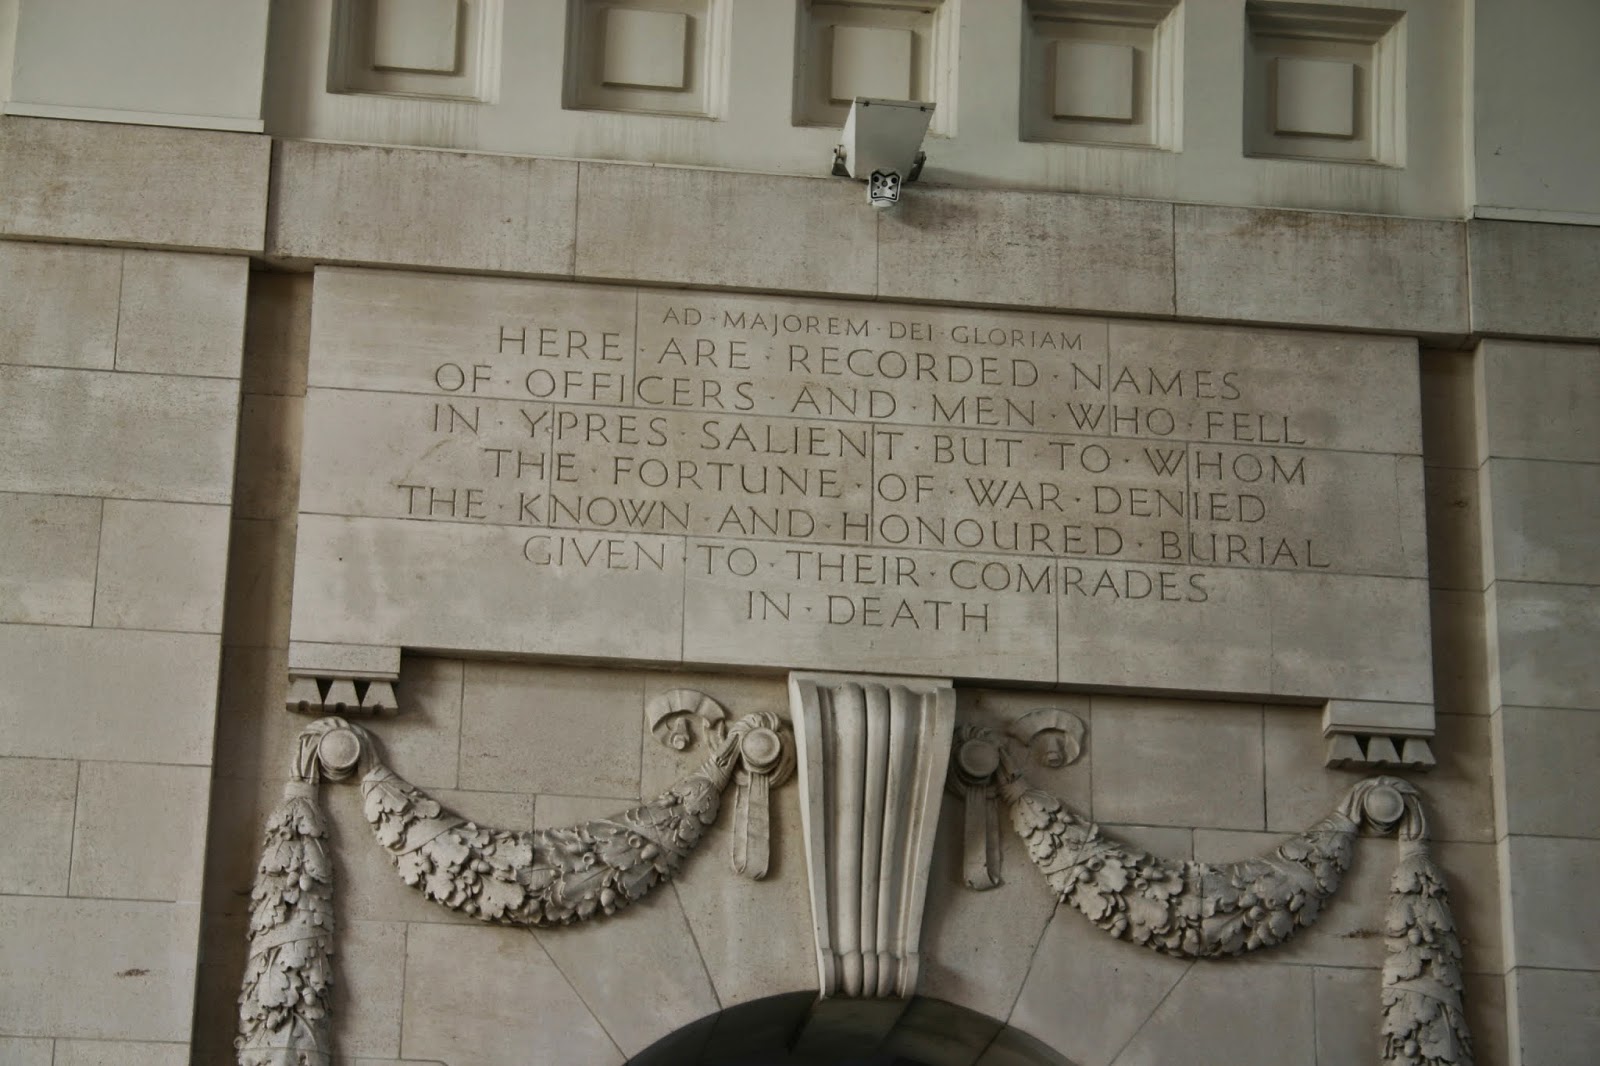 AD·MAJOREM·DEI·GLORIAM
HERE·ARE·RECORDED·NAMES
OF·OFFICERS·AND·MEN·WHO·FELL
IN·YPRES·SALIENT·BUT·TO·WHOM
THE·FORTUNE·OF·WAR·DENIED
THE·KNOWN·AND·HONOURED·BURIAL
GIVEN·TO·THEIR·COMRADES
IN·DEATH